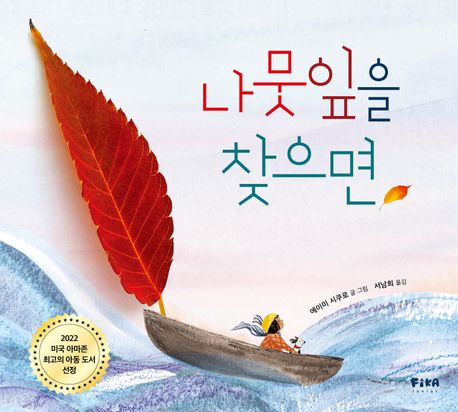 나뭇잎을
찾으면
에이미 시쿠로 글·그림 서남희 옮김
2022
미국 아마존
최고의 아동 도서
선정
FIKA
Junior